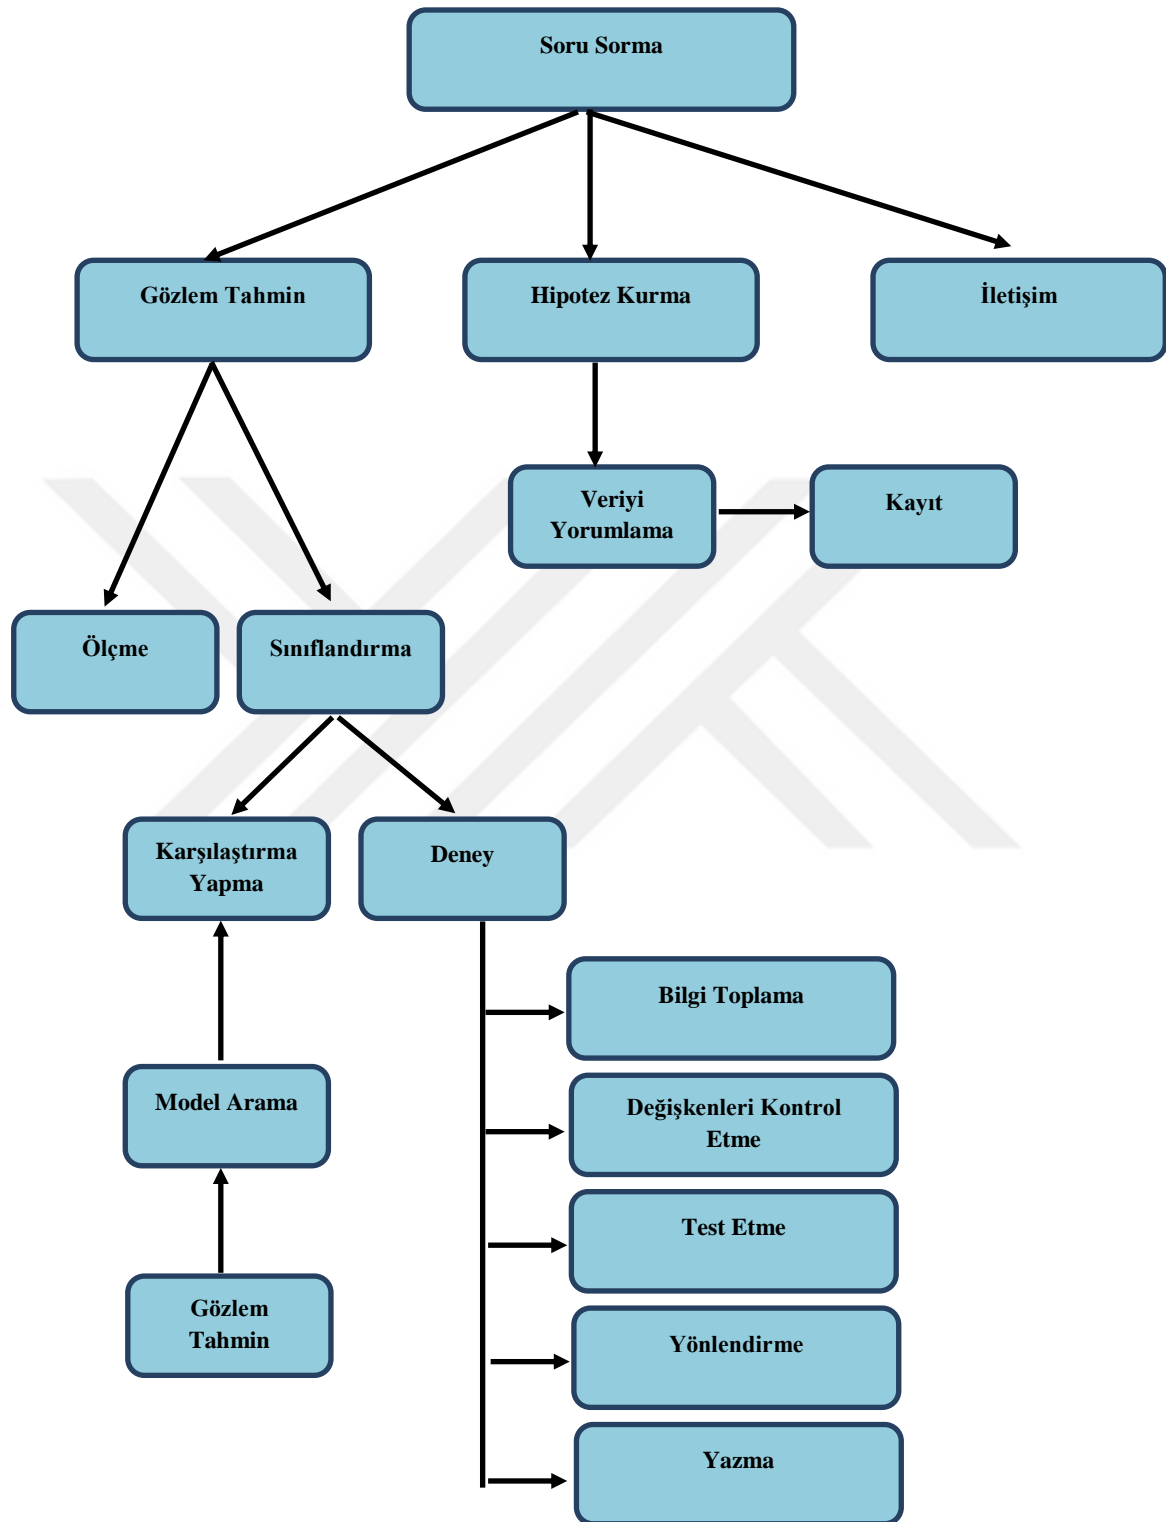 Soru Sorma
Gözlem Tahmin
Hipotez Kurma
İletişim
Veriyi
Yorumlama
Kayıt
Ölçme
Sınıflandırma
Karşılaştırma
Yapma
Deney
Bilgi Toplama
Model Arama
Değişkenleri Kontrol
Etme
Test Etme
Gözlem
Tahmin
Yönlendirme
Yazma